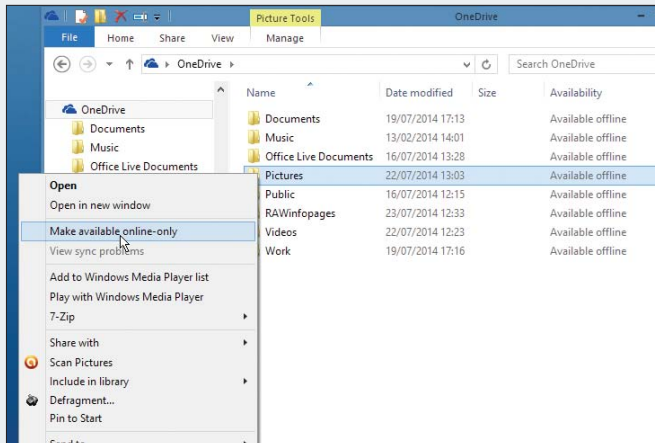 Picture Tools
OneDrive
File Home Share View Manage
OneDrive
Search OneDrive
Name Date modified Size Availability
OneDrive
Documents
Music
Office Live Documents
Documents 19/07/2014 17:13 Available offline
Music 13/02/2014 14:01 Available offline
Office Live Documents 16/07/2014 13:28 Available offline
Pictures 22/07/2014 13:03 Available offline
Public 16/07/2014 12:15 Available offline
RAWinfopages 23/07/2014 12:33 Available offline
Videos 22/07/2014 12:23 Available offline
Work 19/07/2014 17:16 Available offline
Open
Open in new window
Make available online-only
View sync problems
Add to Windows Media Player list
Play with Windows Media Player
7-Zip
Share with
Scan Pictures
Include in library
Defragment...
Pin to Start